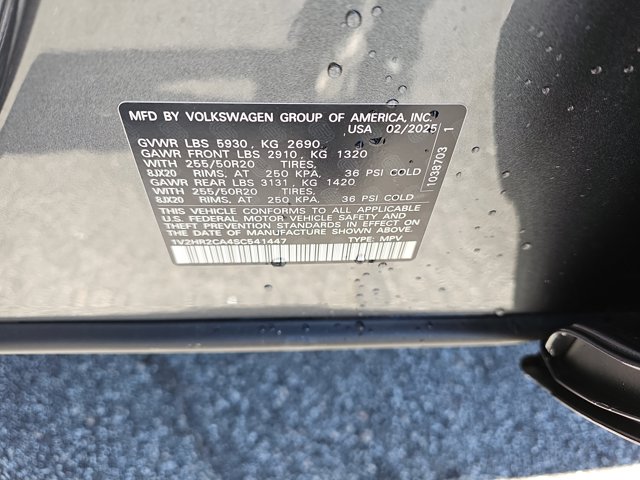 MFD BY VOLKSWAGEN GROUP OF AMERICA, INC.
USA 02/2025
GVWR LBS 5930, KG 2690
GAWR FRONT LBS 2910, KG 1320
WITH 255/50R20 TIRES,
8JX20 RIMS, AT 250 KPA, 36 PSI COLD
GAWR REAR LBS 3131, KG 1420
WITH 255/50R20 TIRES,
8JX20 RIMS, AT 250 KPA, 36 PSI COLD
THIS VEHICLE CONFORMS TO ALL APPLICABLE
U.S. FEDERAL MOTOR VEHICLE SAFETY AND
THEFT PREVENTION STANDARDS IN EFFECT ON
THE DATE OF MANUFACTURE SHOWN ABOVE.
1V2HR2CA4SC541447 TYPE: MPV
1038703 1